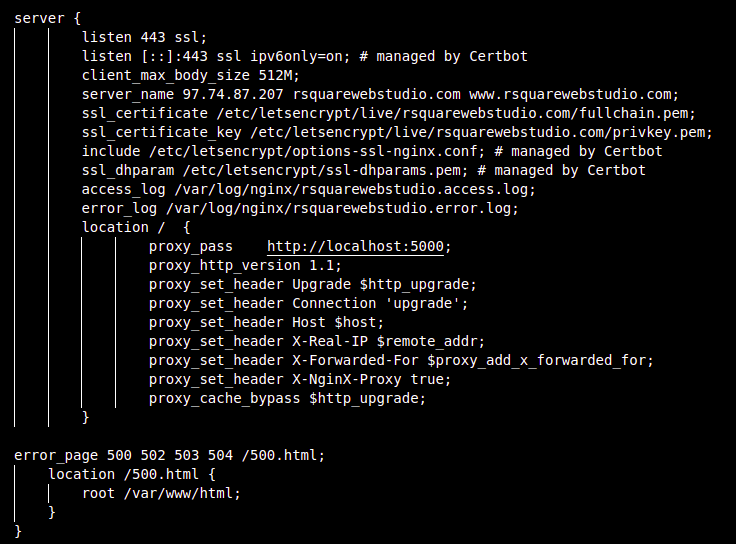 server {
listen 443 ssl;
listen [::]:443 ssl ipv6only=on; # managed by Certbot
client_max_body_size 512M;
server_name 97.74.87.207 rsquarewebstudio.com www.rsquarewebstudio.com;
ssl_certificate /etc/letsencrypt/live/rsquarewebstudio.com/fullchain.pem;
ssl_certificate_key /etc/letsencrypt/live/rsquarewebstudio.com/privkey.pem;
include /etc/letsencrypt/options-ssl-nginx.conf; # managed by Certbot
ssl_dhparam /etc/letsencrypt/ssl-dhparams.pem; # managed by Certbot
access_log /var/log/nginx/rsquarewebstudio.access.log;
error_log /var/log/nginx/rsquarewebstudio.error.log;
location /  {
proxy_pass    http://localhost:5000;
proxy_http_version 1.1;
proxy_set_header Upgrade $http_upgrade;
proxy_set_header Connection 'upgrade';
proxy_set_header Host $host;
proxy_set_header X-Real-IP $remote_addr;
proxy_set_header X-Forwarded-For $proxy_add_x_forwarded_for;
proxy_set_header X-NginX-Proxy true;
proxy_cache_bypass $http_upgrade;
}
error_page 500 502 503 504 /500.html;
location /500.html {
root /var/www/html;
}
}